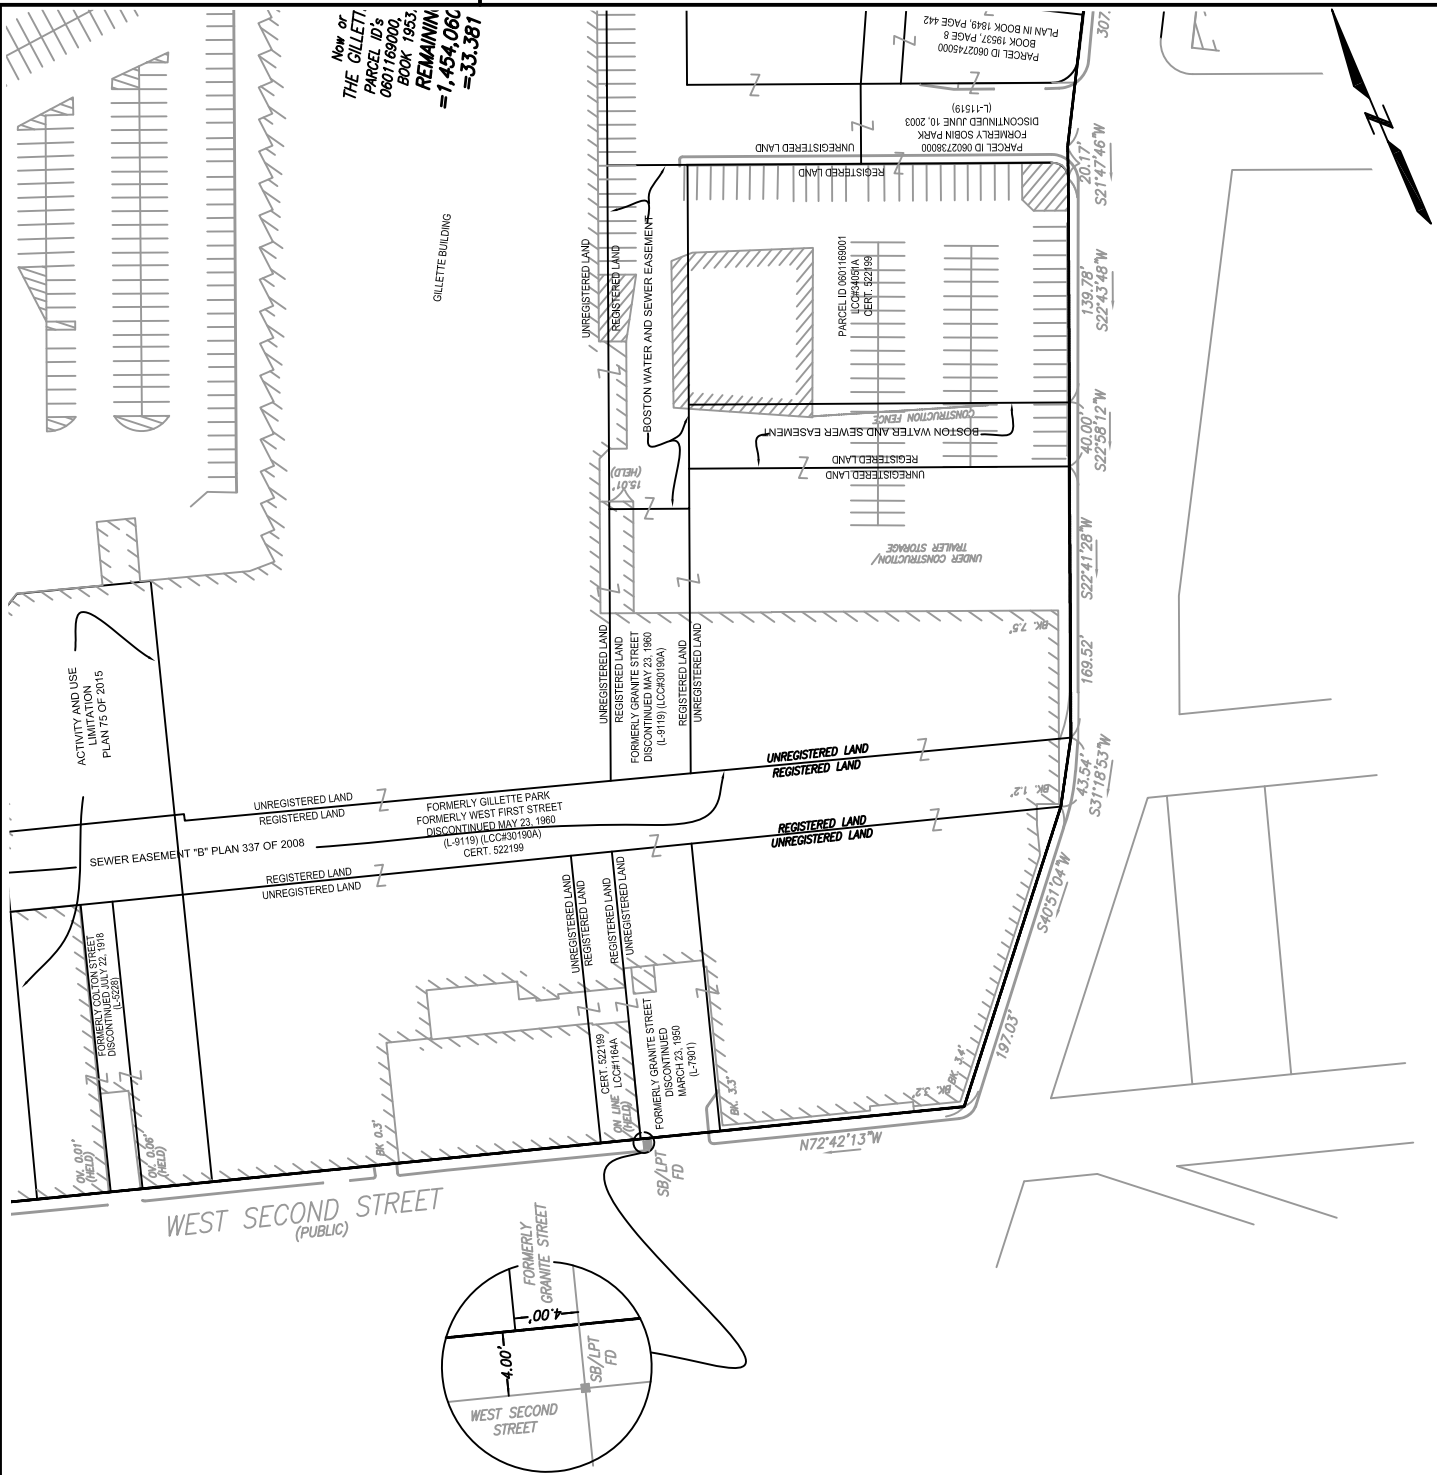 Now or
THE GILLETT
PARCEL ID's
0601169000,
BOOK 1953
REMAINING
=1,454,060
=33.381
GILLETTE BUILDING
PARCEL ID 0602745000
BOOK 19537, PAGE 8
PLAN IN BOOK 1849, PAGE 442
307.
PARCEL ID 0602738000
FORMERLY SOBIN PARK
DISCONTINUED JUNE 10, 2003
(L-11519)
UNREGISTERED LAND
REGISTERED LAND
20.17'
S21°47'46"W
UNREGISTERED LAND
REGISTERED LAND
BOSTON WATER AND SEWER EASEMENT
PARCEL ID 0601169001
LCC#34051A
CERT. 522199
139.78'
S22°43'48"W
CONSTRUCTION FENCE
BOSTON WATER AND SEWER EASEMENT
40.00'
S22°58'12"W
REGISTERED LAND
UNREGISTERED LAND
15.01'
(HELD)
UNDER CONSTRUCTION/
TRAILER STORAGE
S22°41'28"W
169.52'
BK. 7.5'
UNREGISTERED LAND
REGISTERED LAND
FORMERLY GRANITE STREET
DISCONTINUED MAY 23, 1960
(L-9119) (LCC#30190A)
REGISTERED LAND
UNREGISTERED LAND
ACTIVITY AND USE
LIMITATION
PLAN 75 OF 2015
UNREGISTERED LAND
REGISTERED LAND
UNREGISTERED LAND
REGISTERED LAND
BK. 1.2'
43.54'
S31°18'53"W
FORMERLY GILLETTE PARK
FORMERLY WEST FIRST STREET
DISCONTINUED MAY 23, 1960
(L-9119) (LCC#30190A)
CERT. 522199
SEWER EASEMENT "B" PLAN 337 OF 2008
REGISTERED LAND
UNREGISTERED LAND
REGISTERED LAND
UNREGISTERED LAND
S40°51'04"W
197.03'
FORMERLY COLTON STREET
DISCONTINUED JULY 22, 1918
(L-5228)
UNREGISTERED LAND
REGISTERED LAND
REGISTERED LAND
UNREGISTERED LAND
CERT. 522199
LCC#1164A
ON LINE
(HELD)
FORMERLY GRANITE STREET
DISCONTINUED
MARCH 23, 1950
(L-7901)
BK. 3.3'
BK. 3.2'
BK. 3.4'
OV. 0.01'
(HELD)
OV. 0.06'
(HELD)
BK 0.3'
N72°42'13"W
SB/LPT
FD
WEST SECOND STREET
(PUBLIC)
FORMERLY
GRANITE STREET
4.00'
4.00'
SB/LPT
FD
WEST SECOND
STREET